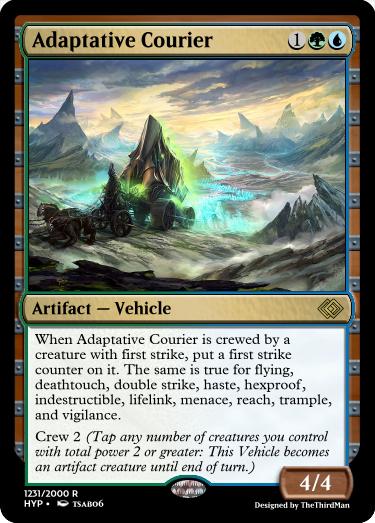 Adaptative Courier 1
Artifact — Vehicle
When Adaptative Courier is crewed by a
creature with first strike, put a first strike
counter on it. The same is true for flying,
deathtouch, double strike, haste, hexproof,
indestructible, lifelink, menace, reach, trample,
and vigilance.
Crew 2 (Tap any number of creatures you control
with total power 2 or greater: This Vehicle becomes
an artifact creature until end of turn.)
4/4
1231/2000 R
HYP • TSABO6
Designed by TheThirdMan